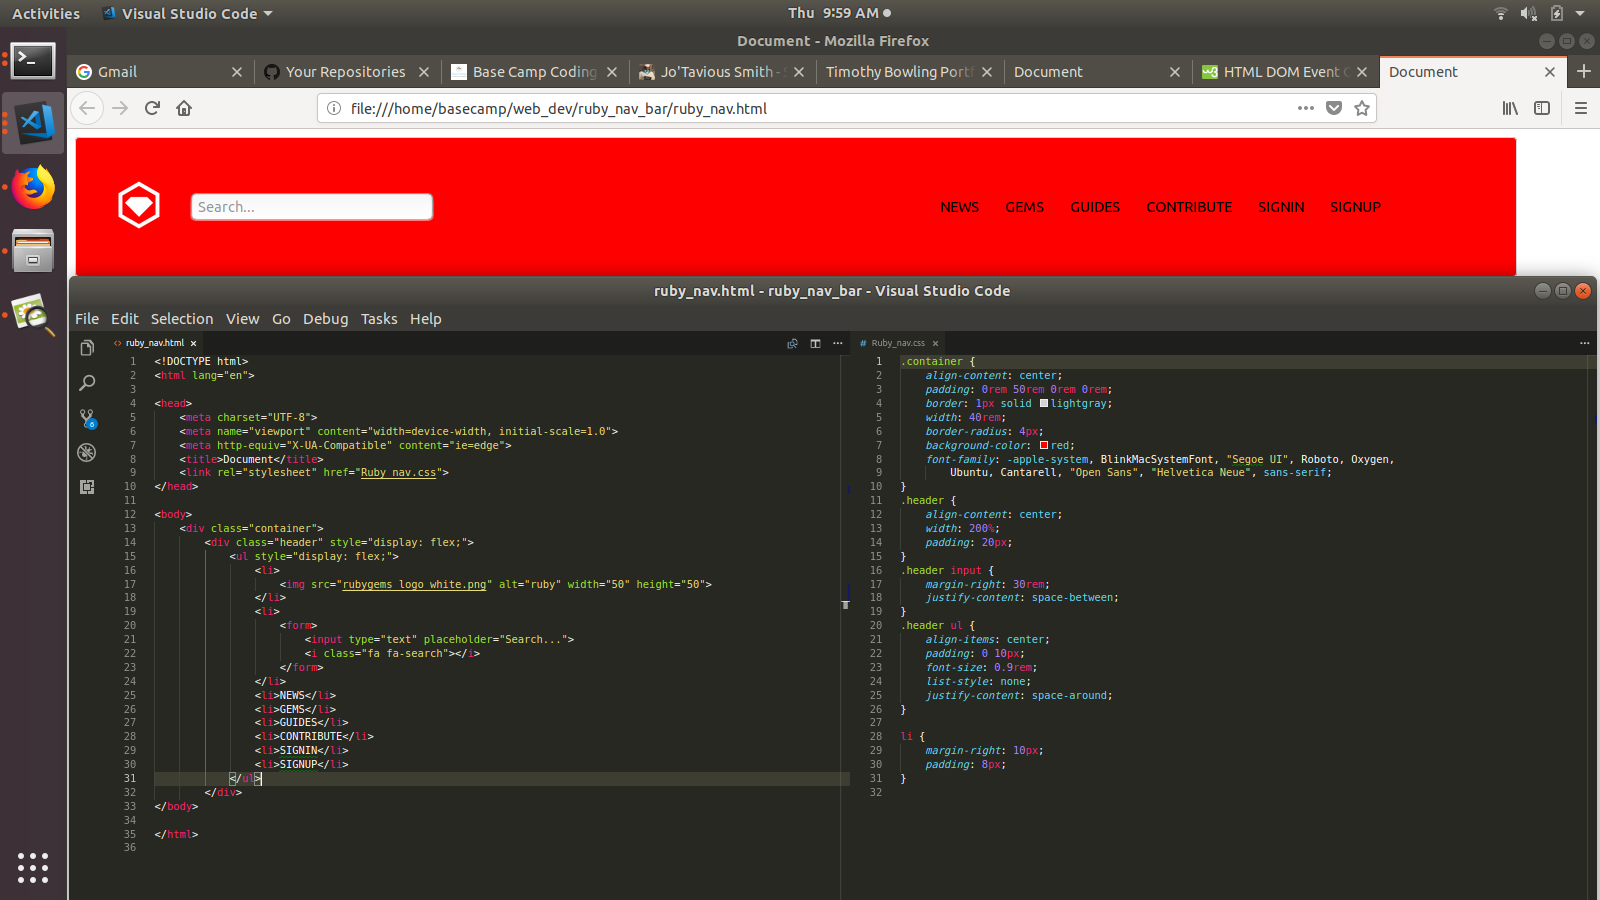 Activities Visual Studio Code Thu 9:59 AM
Document - Mozilla Firefox
Gmail Your Repositories Base Camp Coding Jo'Tavious Smith - Timothy Bowling Portf Document HTML DOM Event Document
file:///home/basecamp/web_dev/ruby_nav_bar/ruby_nav.html
Search... NEWS GEMS GUIDES CONTRIBUTE SIGNIN SIGNUP
ruby_nav.html - ruby_nav_bar - Visual Studio Code
File Edit Selection View Go Debug Tasks Help
ruby_nav.html
1 <!DOCTYPE html>
2 <html lang="en">
3
4 <head>
5 <meta charset="UTF-8">
6 <meta name="viewport" content="width=device-width, initial-scale=1.0">
7 <meta http-equiv="X-UA-Compatible" content="ie=edge">
8 <title>Document</title>
9 <link rel="stylesheet" href="Ruby_nav.css">
10 </head>
11
12 <body>
13 <div class="container">
14 <div class="header" style="display: flex;">
15 <ul style="display: flex;">
16 <li>
17 <img src="rubygems_logo_white.png" alt="ruby" width="50" height="50">
18 </li>
19 <li>
20 <form>
21 <input type="text" placeholder="Search...">
22 <i class="fa fa-search"></i>
23 </form>
24 </li>
25 <li>NEWS</li>
26 <li>GEMS</li>
27 <li>GUIDES</li>
28 <li>CONTRIBUTE</li>
29 <li>SIGNIN</li>
30 <li>SIGNUP</li>
31 </ul>
32 </div>
33 </body>
34
35 </html>
36
6
# Ruby_nav.css
1 .container {
2 align-content: center;
3 padding: 0rem 50rem 0rem 0rem;
4 border: 1px solid lightgray;
5 width: 40rem;
6 border-radius: 4px;
7 background-color: red;
8 font-family: -apple-system, BlinkMacSystemFont, "Segoe UI", Roboto, Oxygen,
9 Ubuntu, Cantarell, "Open Sans", "Helvetica Neue", sans-serif;
10 }
11 .header {
12 align-content: center;
13 width: 200%;
14 padding: 20px;
15 }
16 .header input {
17 margin-right: 30rem;
18 justify-content: space-between;
19 }
20 .header ul {
21 align-items: center;
22 padding: 0 10px;
23 font-size: 0.9rem;
24 list-style: none;
25 justify-content: space-around;
26 }
27
28 li {
29 margin-right: 10px;
30 padding: 8px;
31 }
32